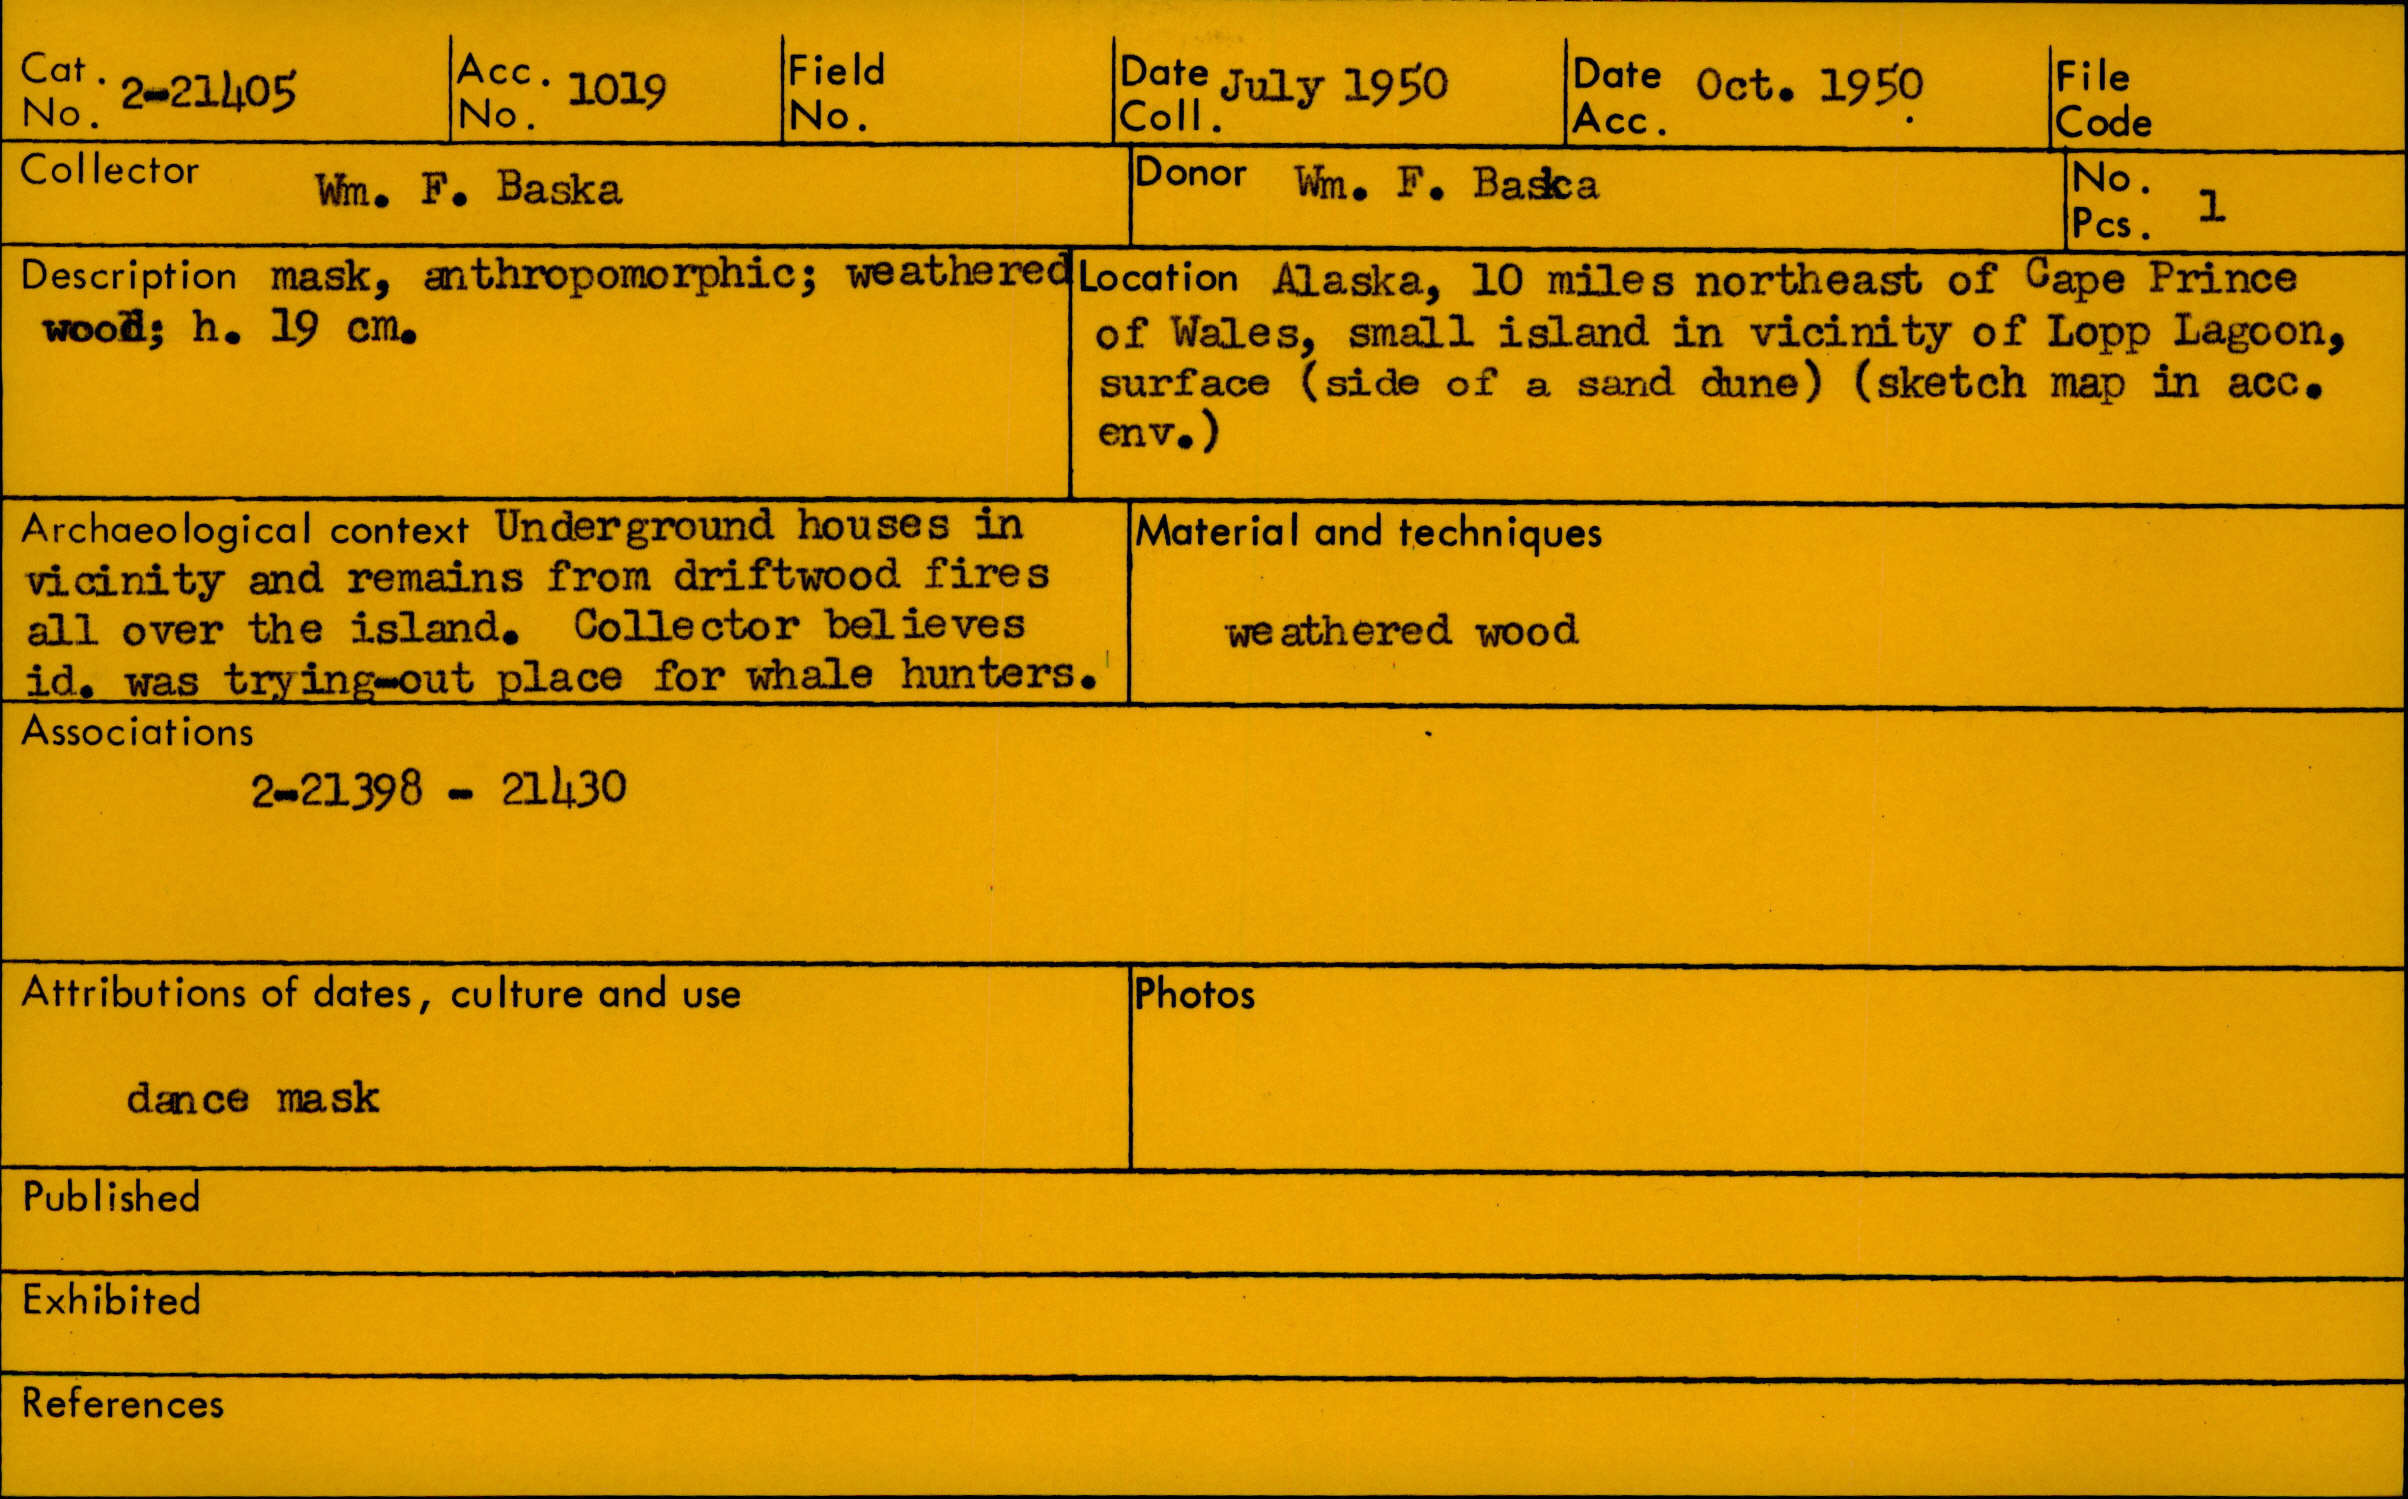 Cat. No. 2-21405 Acc. No. 1019 Field No. Date Coll. July 1950 Date Acc. Oct. 1950 File Code
Collector Wm. F. Baska Donor Wm. F. Baska No. Pcs. 1
Description mask, anthropomorphic; weathered
wood; h. 19 cm.
Location Alaska, 10 miles northeast of Cape Prince
of Wales, small island in vicinity of Lopp Lagoon,
surface (side of a sand dune) (sketch map in acc.
env.)
Archaeological context Underground houses in
vicinity and remains from driftwood fires
all over the island. Collector believes
id. was trying-out place for whale hunters.
Material and techniques
weathered wood
Associations
2-21398 - 21430
Attributions of dates, culture and use
dance mask
Photos
Published
Exhibited
References